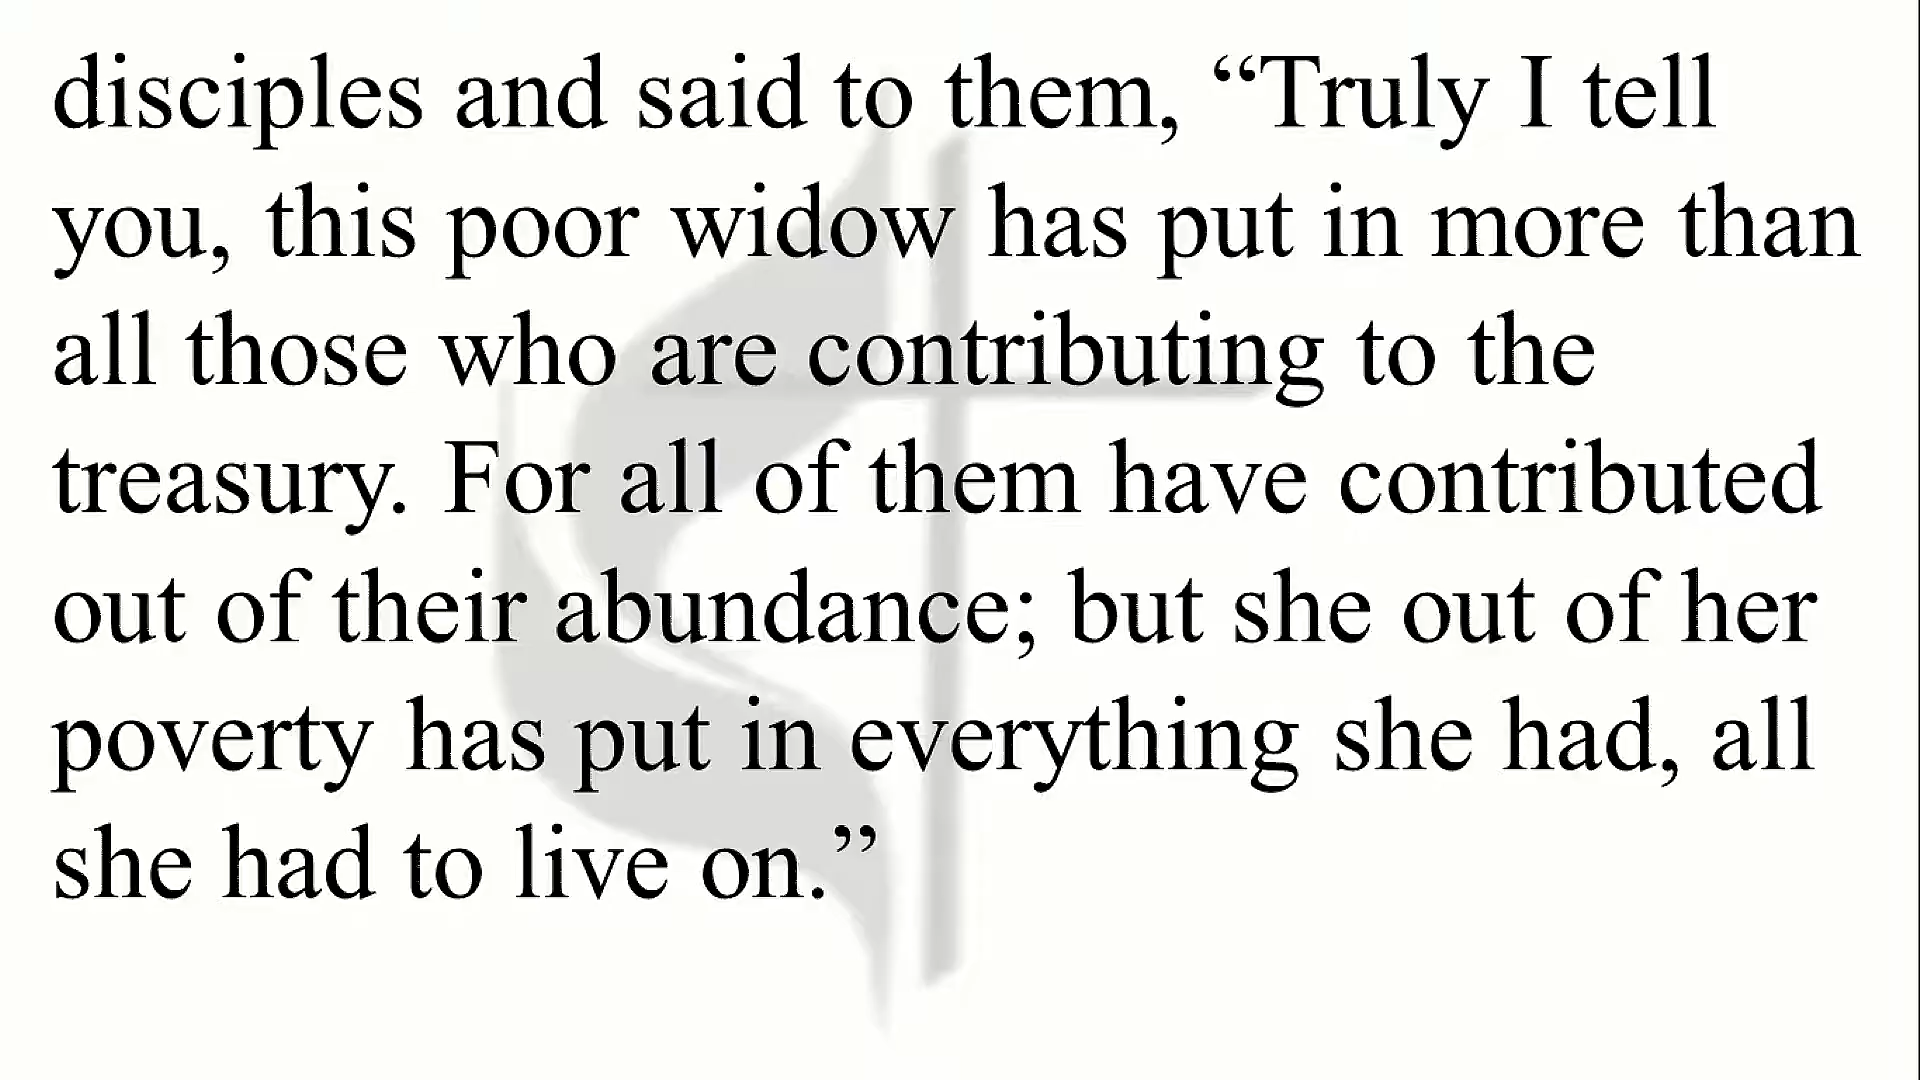 disciples and said to them, “Truly I tell
you, this poor widow has put in more than
all those who are contributing to the
treasury. For all of them have contributed
out of their abundance; but she out of her
poverty has put in everything she had, all
she had to live on.”